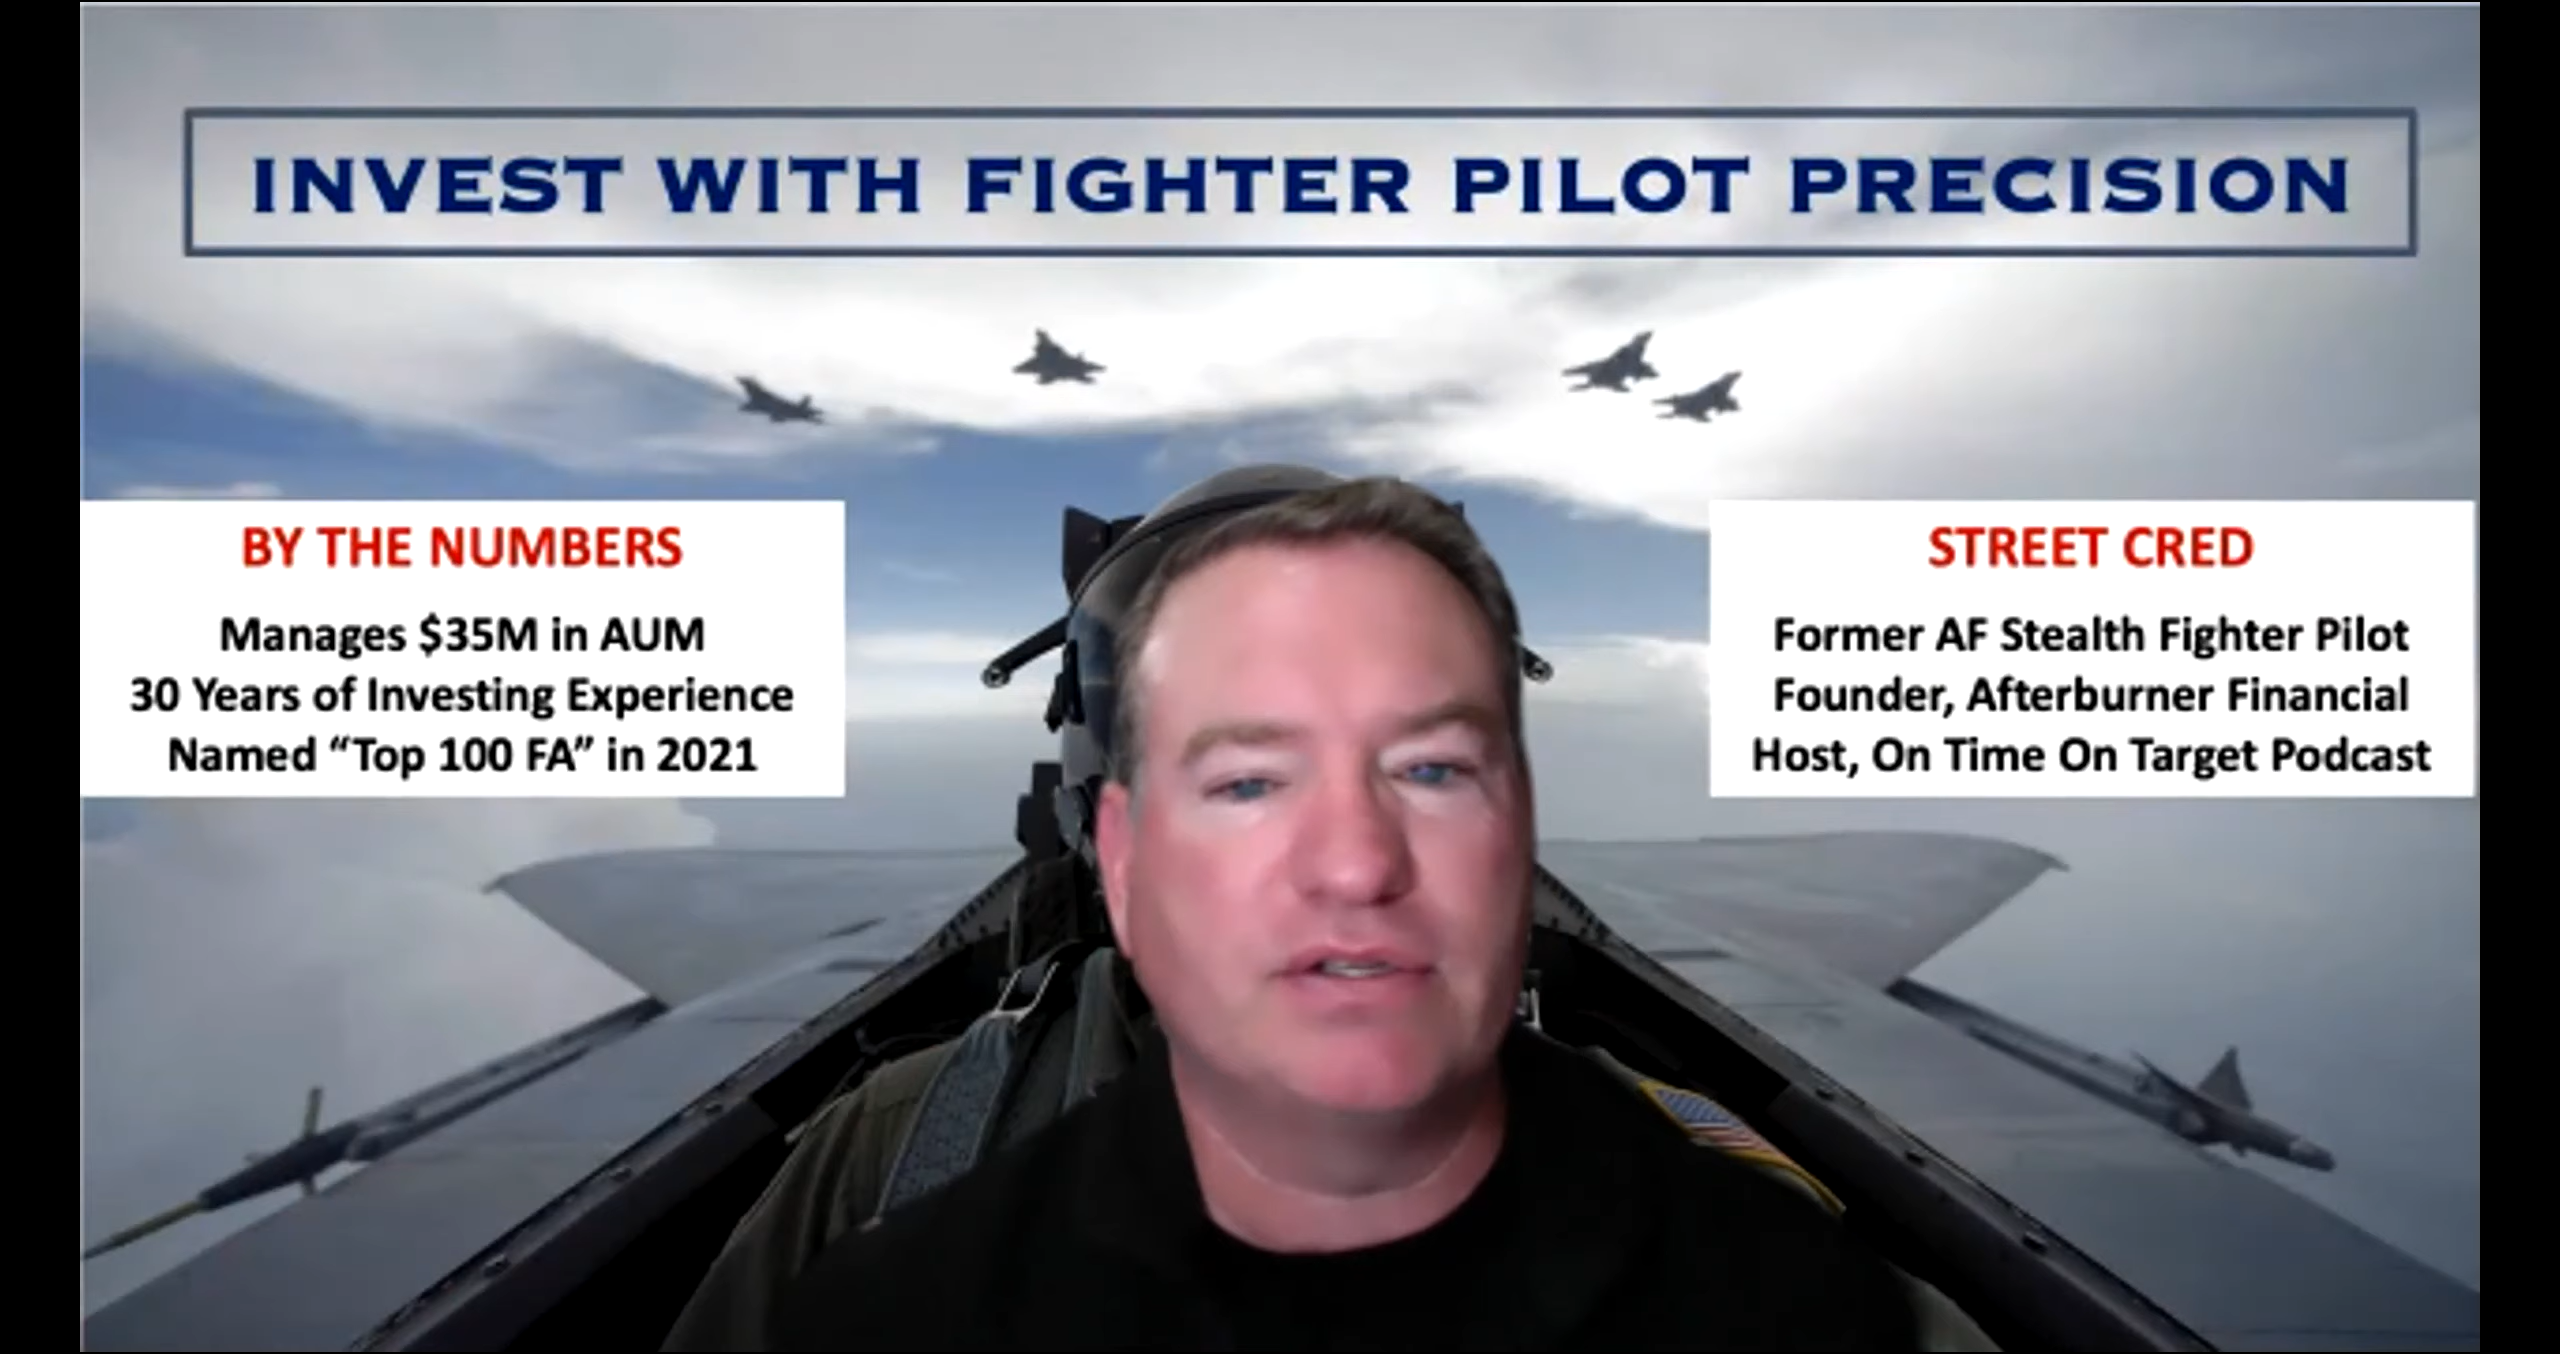 INVEST WITH FIGHTER PILOT PRECISION
BY THE NUMBERS
Manages $35M in AUM
30 Years of Investing Experience
Named “Top 100 FA” in 2021
STREET CRED
Former AF Stealth Fighter Pilot
Founder, Afterburner Financial
Host, On Time On Target Podcast